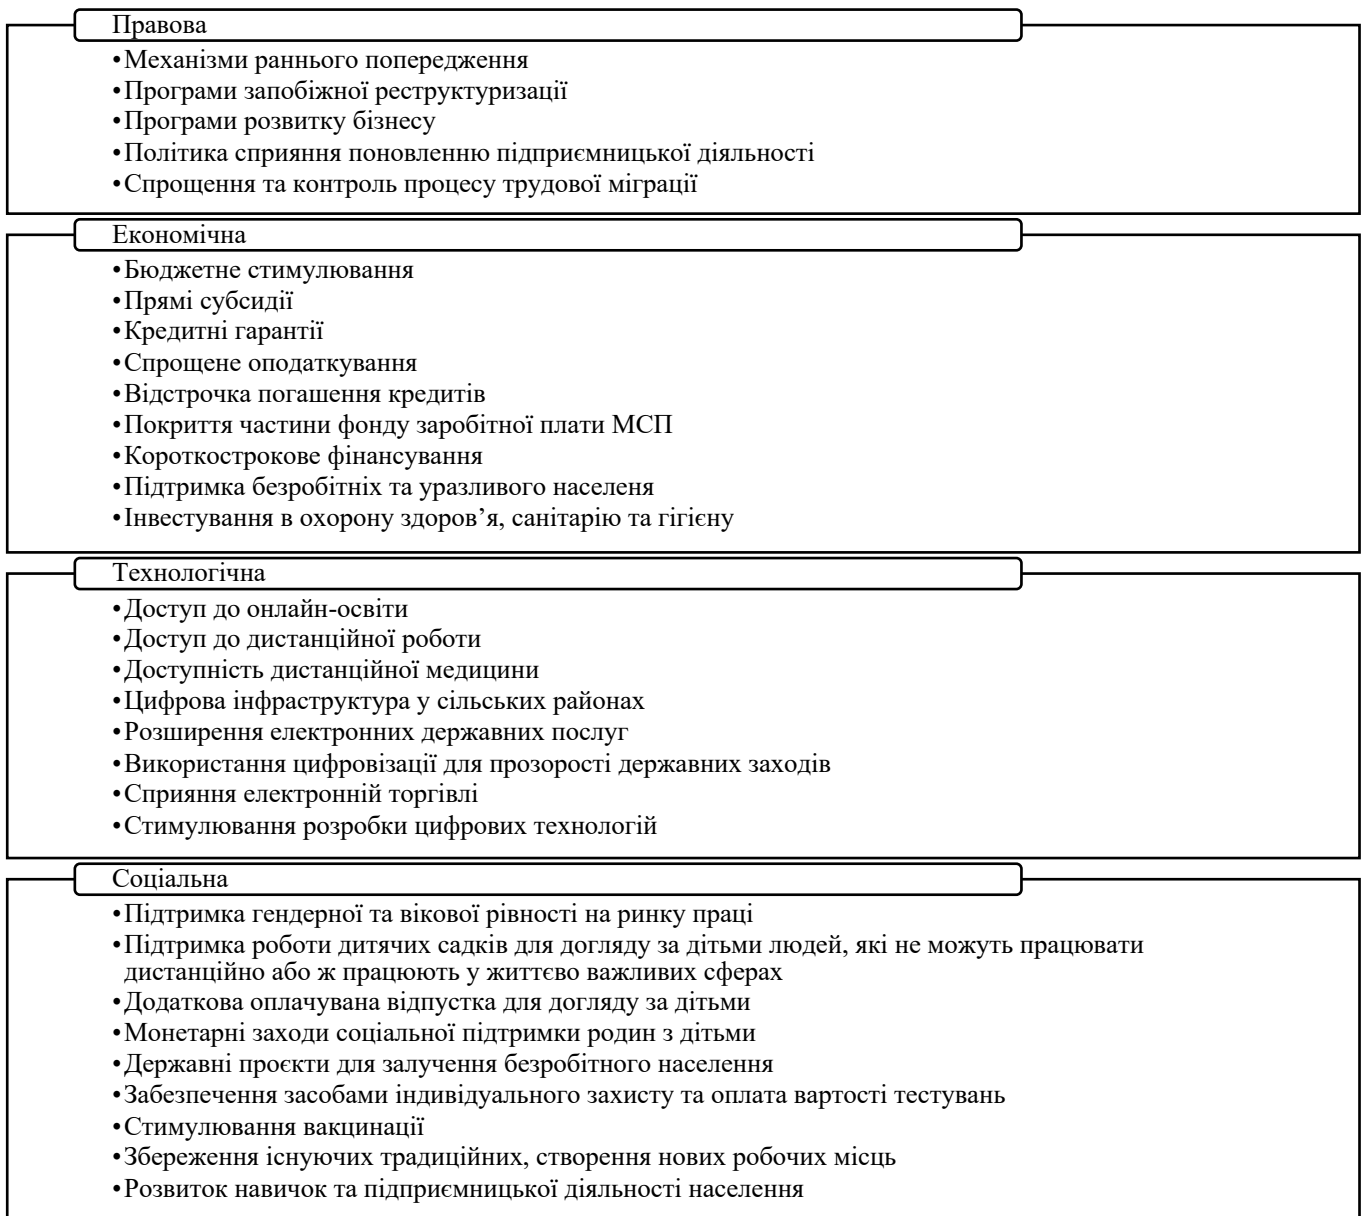 Правова
•Механізми раннього попередження
•Програми запобіжної реструктуризації
•Програми розвитку бізнесу
•Політика сприяння поновленню підприємницької діяльності
•Спрощення та контроль процесу трудової міграції
Економічна
•Бюджетне стимулювання
•Прямі субсидії
•Кредитні гарантії
•Спрощене оподаткування
•Відстрочка погашення кредитів
•Покриття частини фонду заробітної плати МСП
•Короткострокове фінансування
•Підтримка безробітніх та уразливого населеня
•Інвестування в охорону здоров’я, санітарію та гігієну
Технологічна
•Доступ до онлайн-освіти
•Доступ до дистанційної роботи
•Доступність дистанційної медицини
•Цифрова інфраструктура у сільських районах
•Розширення електронних державних послуг
•Використання цифровізації для прозорості державних заходів
•Сприяння електронній торгівлі
•Стимулювання розробки цифрових технологій
Соціальна
•Підтримка гендерної та вікової рівності на ринку праці
•Підтримка роботи дитячих садків для догляду за дітьми людей, які не можуть працювати
дистанційно або ж працюють у життєво важливих сферах
•Додаткова оплачувана відпустка для догляду за дітьми
•Монетарні заходи соціальної підтримки родин з дітьми
•Державні проєкти для залучення безробітного населення
•Забезпечення засобами індивідуального захисту та оплата вартості тестувань
•Стимулювання вакцинації
•Збереження існуючих традиційних, створення нових робочих місць
•Розвиток навичок та підприємницької діяльності населення